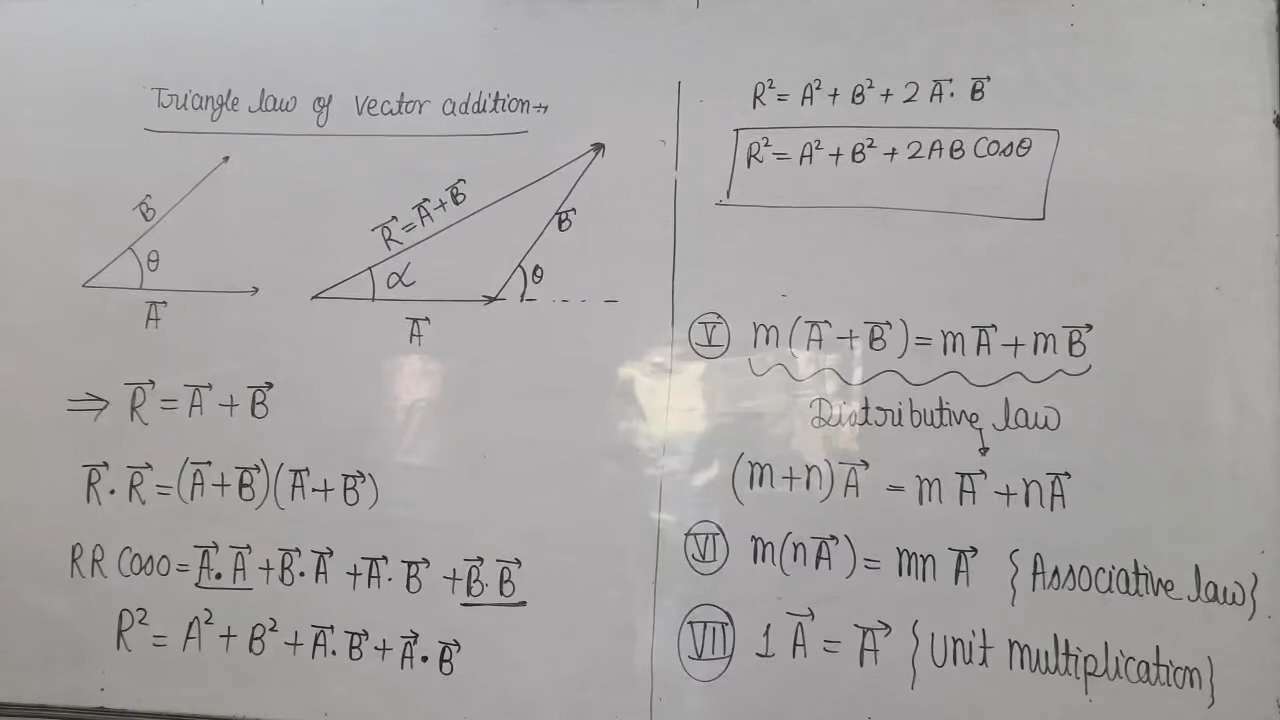 Triangle law of vector addition→
B⃗
θ
A⃗
R⃗=A⃗+B⃗
α
B⃗
θ
A⃗
⇒ R⃗ = A⃗ + B⃗
R⃗·R⃗ = (A⃗+B⃗)(A⃗+B⃗)
RR Cos0 = A⃗·A⃗ + B⃗·A⃗ + A⃗·B⃗ + B⃗·B⃗
R² = A² + B² + A⃗·B⃗ + A⃗·B⃗
R² = A² + B² + 2 A⃗·B⃗
R² = A² + B² + 2AB Cosθ
Ⅴ m(A⃗+B⃗) = mA⃗ + mB⃗
Distributive law
(m+n)A⃗ = mA⃗ + nA⃗
Ⅵ m(nA⃗) = mn A⃗ {Associative law}
Ⅶ 1 A⃗ = A⃗ {Unit multiplication}